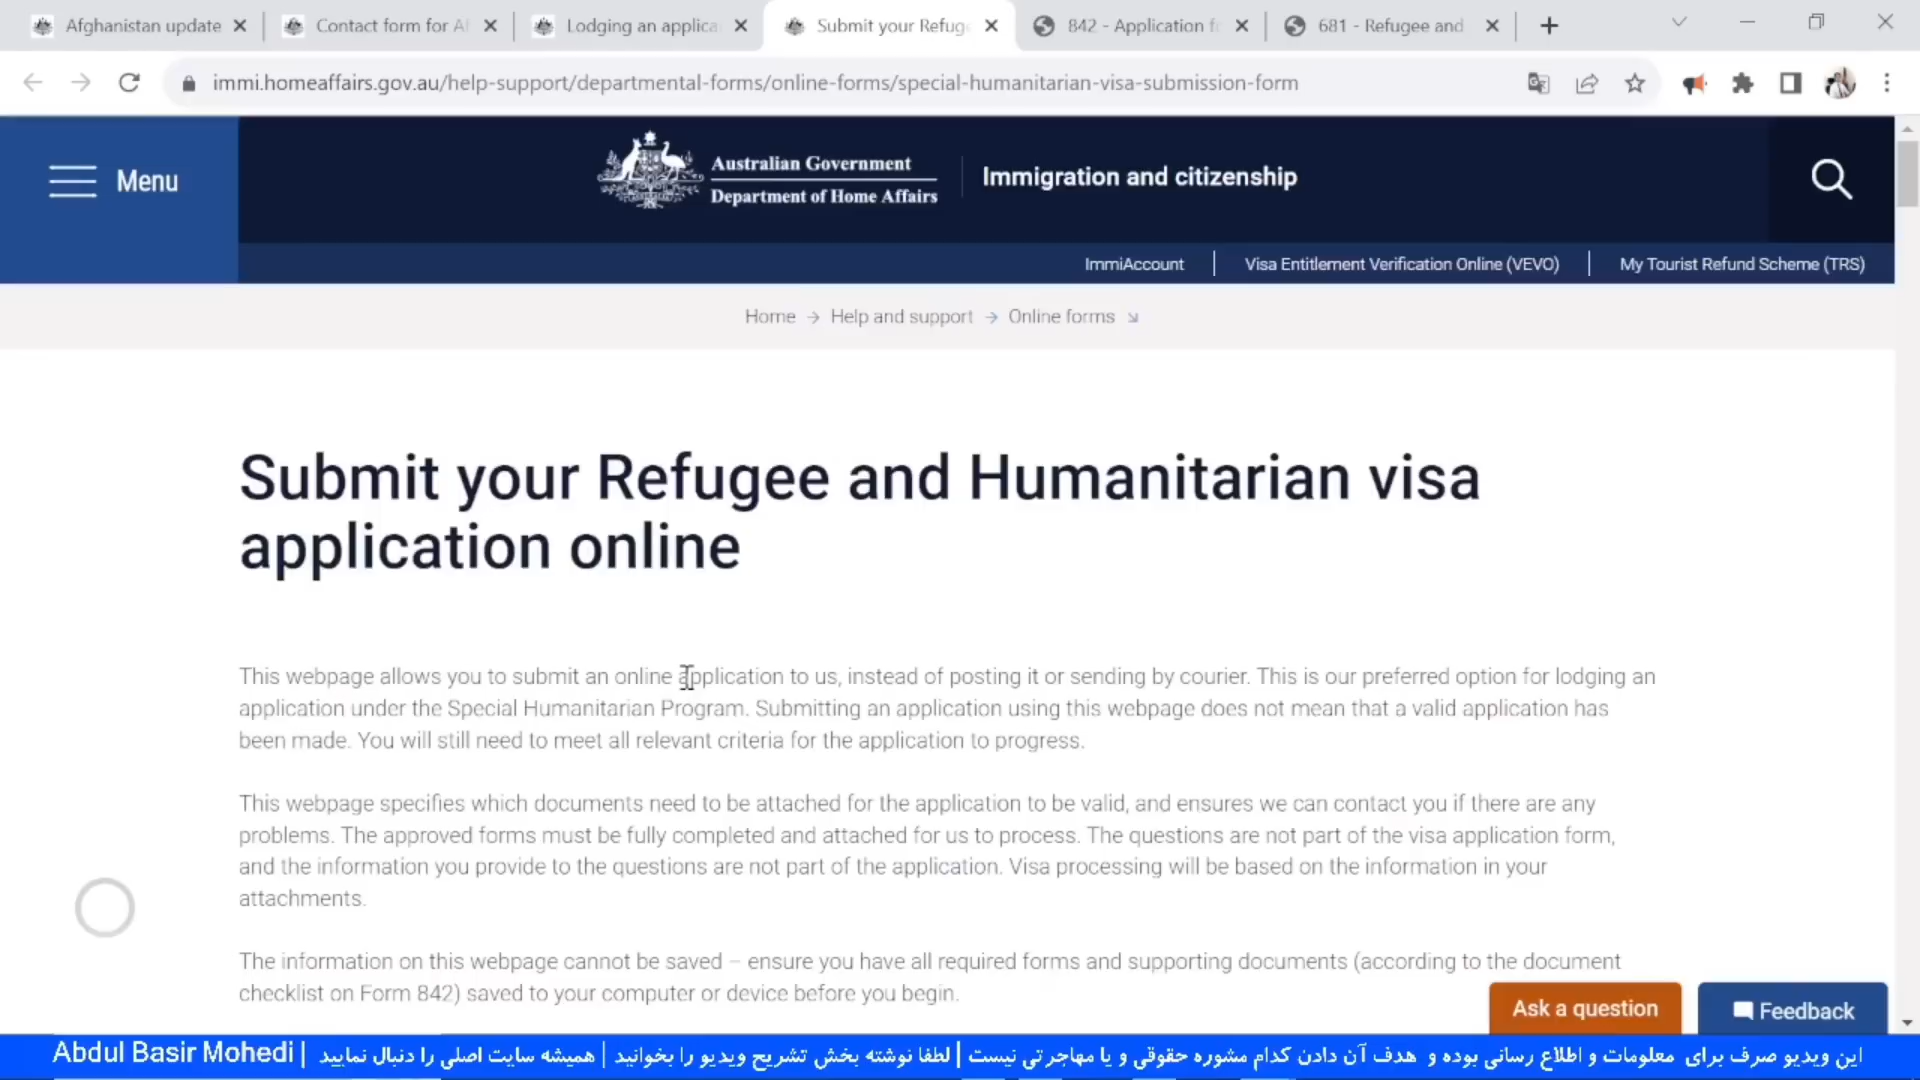 Afghanistan update
Contact form for Af
Lodging an applica
Submit your Refuge
842 - Application f
681 - Refugee and
immi.homeaffairs.gov.au/help-support/departmental-forms/online-forms/special-humanitarian-visa-submission-form
Menu
Australian Government
Department of Home Affairs
Immigration and citizenship
ImmiAccount
Visa Entitlement Verification Online (VEVO)
My Tourist Refund Scheme (TRS)
Home → Help and support → Online forms
Submit your Refugee and Humanitarian visa
application online
This webpage allows you to submit an online application to us, instead of posting it or sending by courier. This is our preferred option for lodging an
application under the Special Humanitarian Program. Submitting an application using this webpage does not mean that a valid application has
been made. You will still need to meet all relevant criteria for the application to progress.
This webpage specifies which documents need to be attached for the application to be valid, and ensures we can contact you if there are any
problems. The approved forms must be fully completed and attached for us to process. The questions are not part of the visa application form,
and the information you provide to the questions are not part of the application. Visa processing will be based on the information in your
attachments.
The information on this webpage cannot be saved – ensure you have all required forms and supporting documents (according to the document
checklist on Form 842) saved to your computer or device before you begin.
Ask a question
Feedback
این ویدیو صرف برای معلومات و اطلاع رسانی بوده و هدف آن دادن کدام مشوره حقوقی و یا مهاجرتی نیست | لطفا نوشته بخش تشریح ویدیو را بخوانید | همیشه سایت اصلی را دنبال نمایید | Abdul Basir Mohedi